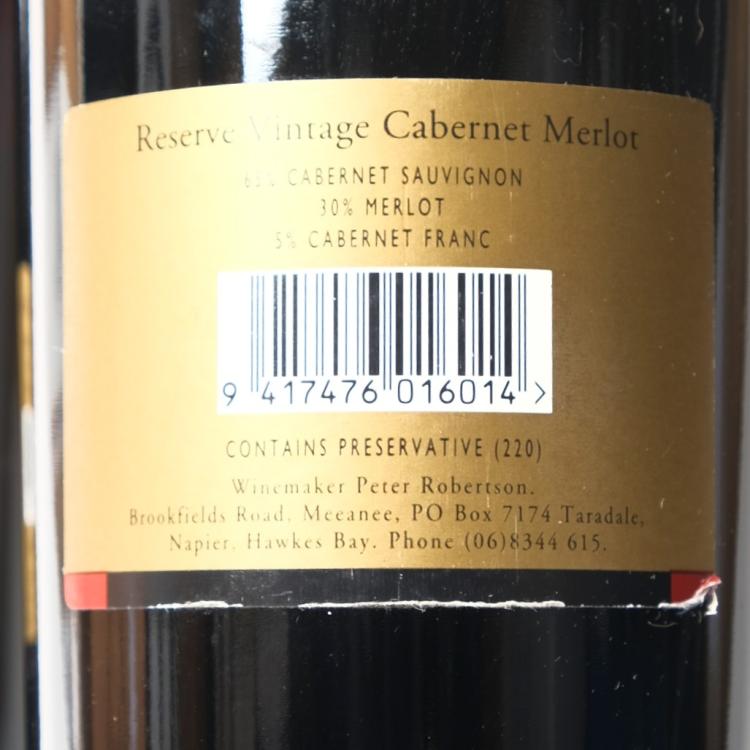 Reserve Vintage Cabernet Merlot
65% CABERNET SAUVIGNON
30% MERLOT
5% CABERNET FRANC
9 417476 016014 >
CONTAINS PRESERVATIVE (220)
Winemaker Peter Robertson.
Brookfields Road, Meeanee, PO Box 7174 Taradale,
Napier, Hawkes Bay. Phone (06)8344 615.